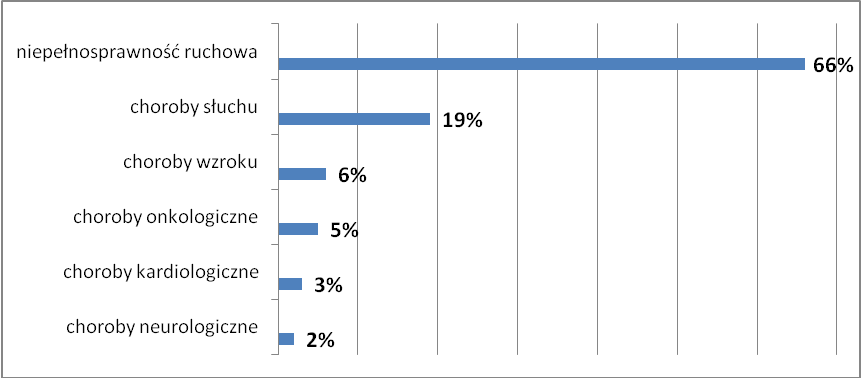 niepełnosprawność ruchowa 66%
choroby słuchu 19%
choroby wzroku 6%
choroby onkologiczne 5%
choroby kardiologiczne 3%
choroby neurologiczne 2%